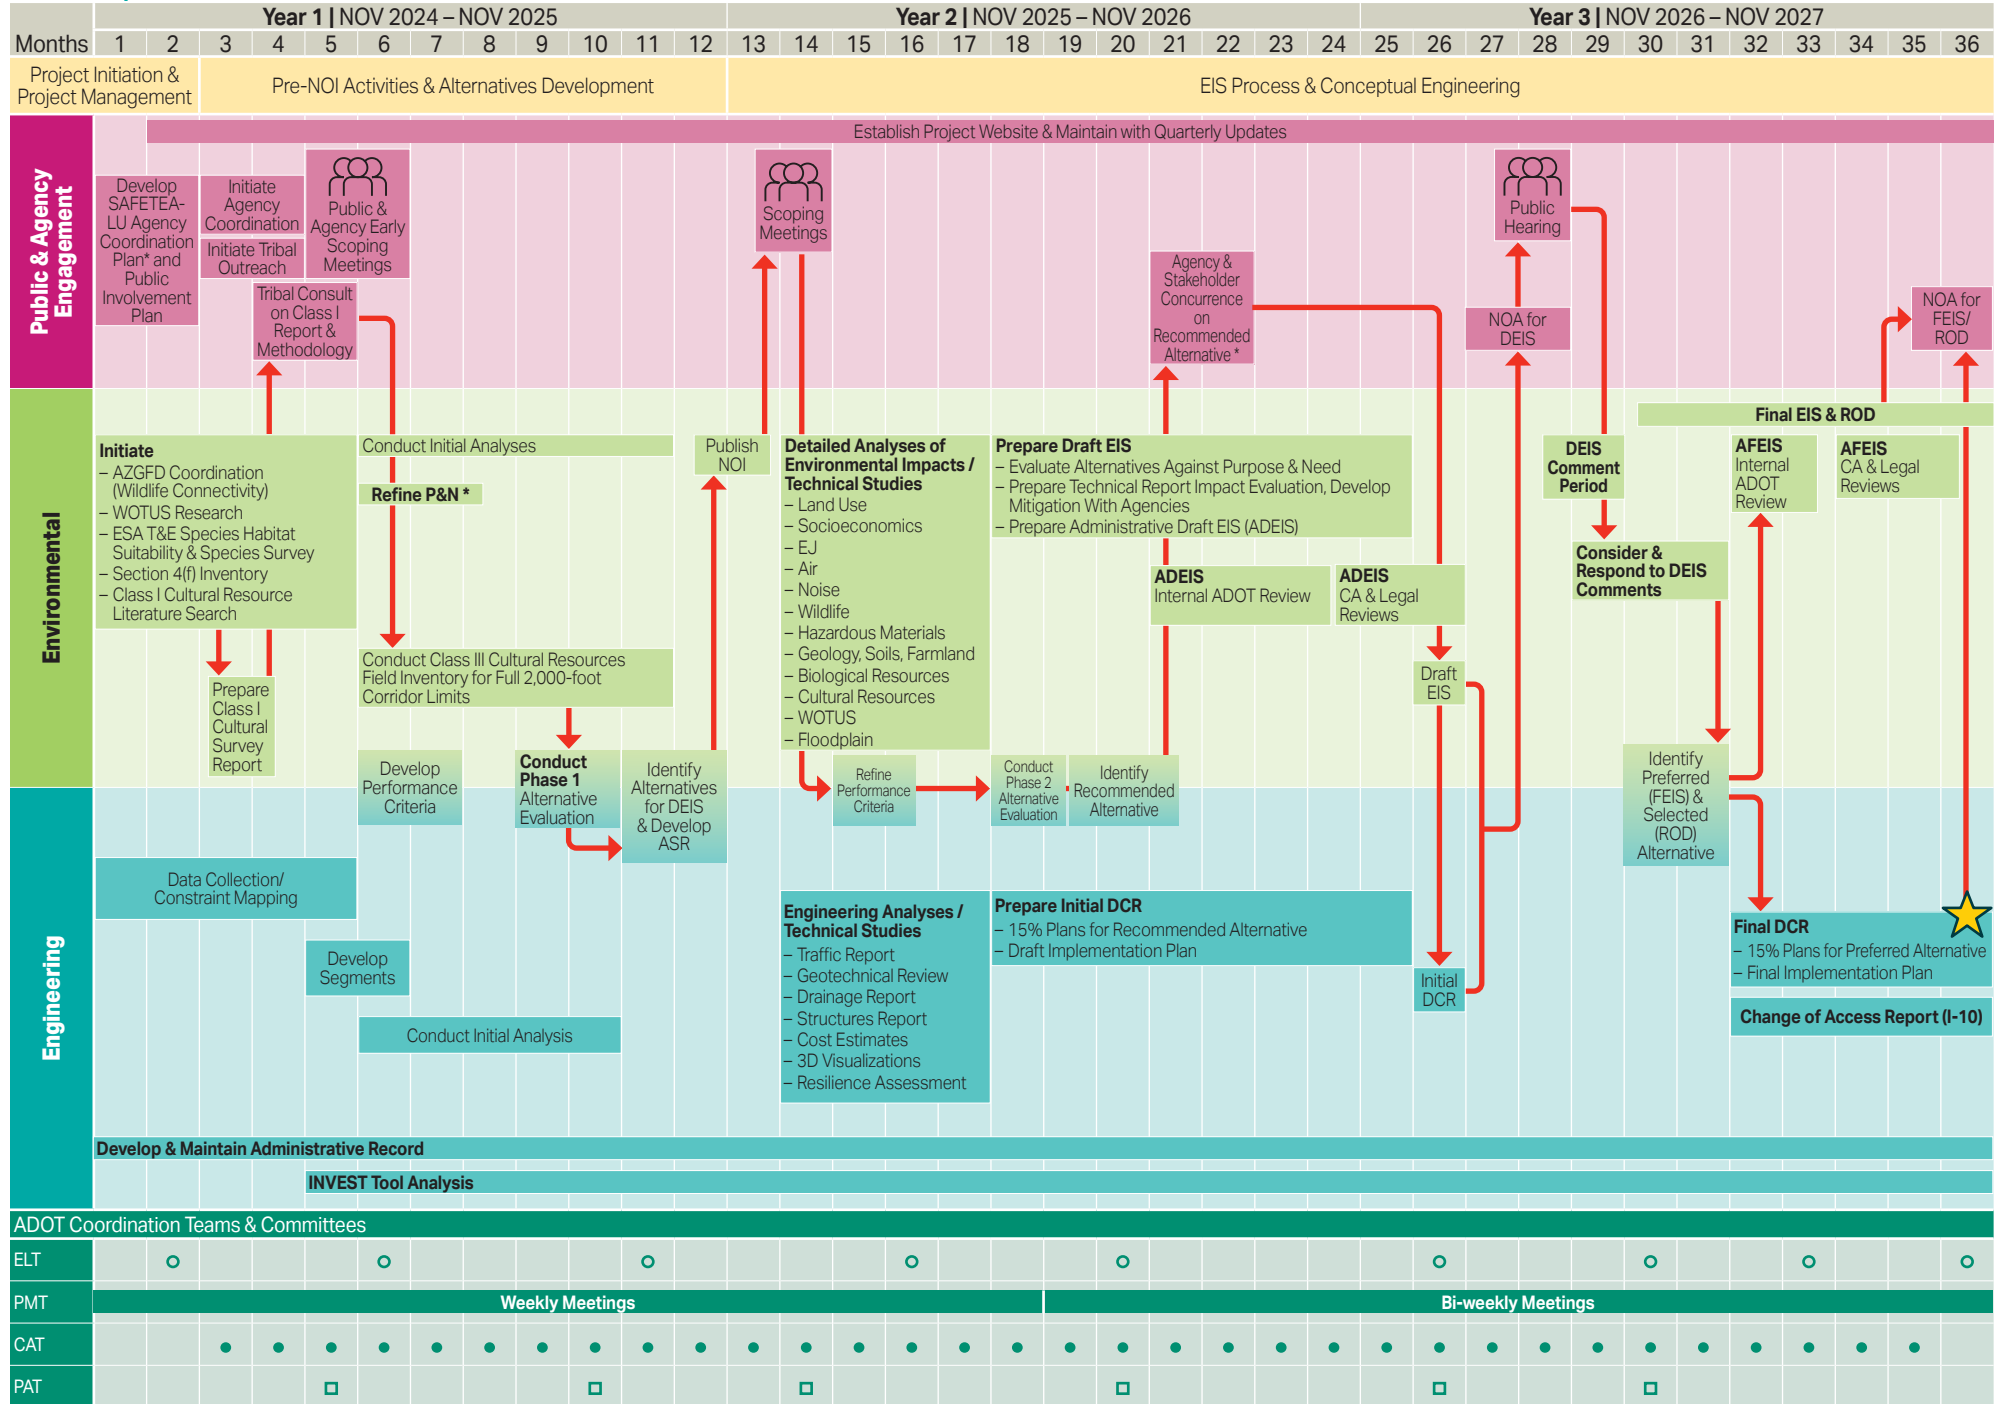 Year 1 | NOV 2024 – NOV 2025
Year 2 | NOV 2025 – NOV 2026
Year 3 | NOV 2026 – NOV 2027
Months 1 2 3 4 5 6 7 8 9 10 11 12 13 14 15 16 17 18 19 20 21 22 23 24 25 26 27 28 29 30 31 32 33 34 35 36
Project Initiation &
Project Management
Pre-NOI Activities & Alternatives Development
EIS Process & Conceptual Engineering
Public & Agency
Engagement
Establish Project Website & Maintain with Quarterly Updates
Develop
SAFETEA-
LU Agency
Coordination
Plan* and
Public
Involvement
Plan
Initiate
Agency
Coordination
Initiate Tribal
Outreach
Public &
Agency Early
Scoping
Meetings
Tribal Consult
on Class I
Report &
Methodology
Scoping
Meetings
Agency &
Stakeholder
Concurrence
on
Recommended
Alternative *
Public
Hearing
NOA for
DEIS
NOA for
FEIS/
ROD
Environmental
Initiate
– AZGFD Coordination
(Wildlife Connectivity)
– WOTUS Research
– ESA T&E Species Habitat
Suitability & Species Survey
– Section 4(f) Inventory
– Class I Cultural Resource
Literature Search
Conduct Initial Analyses
Refine P&N *
Prepare
Class I
Cultural
Survey
Report
Conduct Class III Cultural Resources
Field Inventory for Full 2,000-foot
Corridor Limits
Develop
Performance
Criteria
Conduct
Phase 1
Alternative
Evaluation
Identify
Alternatives
for DEIS
& Develop
ASR
Publish
NOI
Detailed Analyses of
Environmental Impacts /
Technical Studies
– Land Use
– Socioeconomics
– EJ
– Air
– Noise
– Wildlife
– Hazardous Materials
– Geology, Soils, Farmland
– Biological Resources
– Cultural Resources
– WOTUS
– Floodplain
Refine
Performance
Criteria
Conduct
Phase 2
Alternative
Evaluation
Identify
Recommended
Alternative
Prepare Draft EIS
– Evaluate Alternatives Against Purpose & Need
– Prepare Technical Report Impact Evaluation, Develop
Mitigation With Agencies
– Prepare Administrative Draft EIS (ADEIS)
ADEIS
Internal ADOT Review
ADEIS
CA & Legal
Reviews
Draft
EIS
DEIS
Comment
Period
Consider &
Respond to DEIS
Comments
Identify
Preferred
(FEIS) &
Selected
(ROD)
Alternative
Final EIS & ROD
AFEIS
Internal
ADOT
Review
AFEIS
CA & Legal
Reviews
Engineering
Data Collection/
Constraint Mapping
Develop
Segments
Conduct Initial Analysis
Engineering Analyses /
Technical Studies
– Traffic Report
– Geotechnical Review
– Drainage Report
– Structures Report
– Cost Estimates
– 3D Visualizations
– Resilience Assessment
Prepare Initial DCR
– 15% Plans for Recommended Alternative
– Draft Implementation Plan
Initial
DCR
Final DCR
– 15% Plans for Preferred Alternative
– Final Implementation Plan
Change of Access Report (I-10)
Develop & Maintain Administrative Record
INVEST Tool Analysis
ADOT Coordination Teams & Committees
ELT
PMT
Weekly Meetings
Bi-weekly Meetings
CAT
PAT